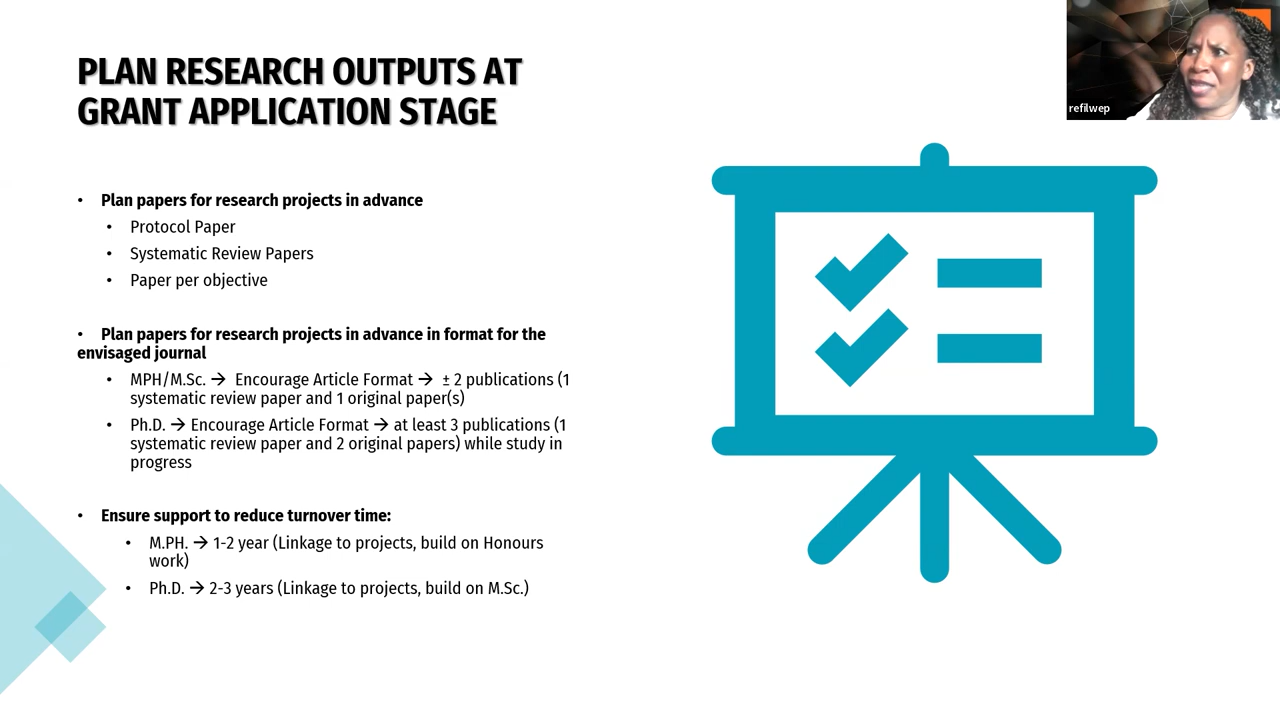 PLAN RESEARCH OUTPUTS AT
GRANT APPLICATION STAGE
refilwep
• Plan papers for research projects in advance
• Protocol Paper
• Systematic Review Papers
• Paper per objective
• Plan papers for research projects in advance in format for the
envisaged journal
• MPH/M.Sc. → Encourage Article Format → ± 2 publications (1
systematic review paper and 1 original paper(s)
• Ph.D. → Encourage Article Format → at least 3 publications (1
systematic review paper and 2 original papers) while study in
progress
• Ensure support to reduce turnover time:
• M.PH. → 1-2 year (Linkage to projects, build on Honours
work)
• Ph.D. → 2-3 years (Linkage to projects, build on M.Sc.)